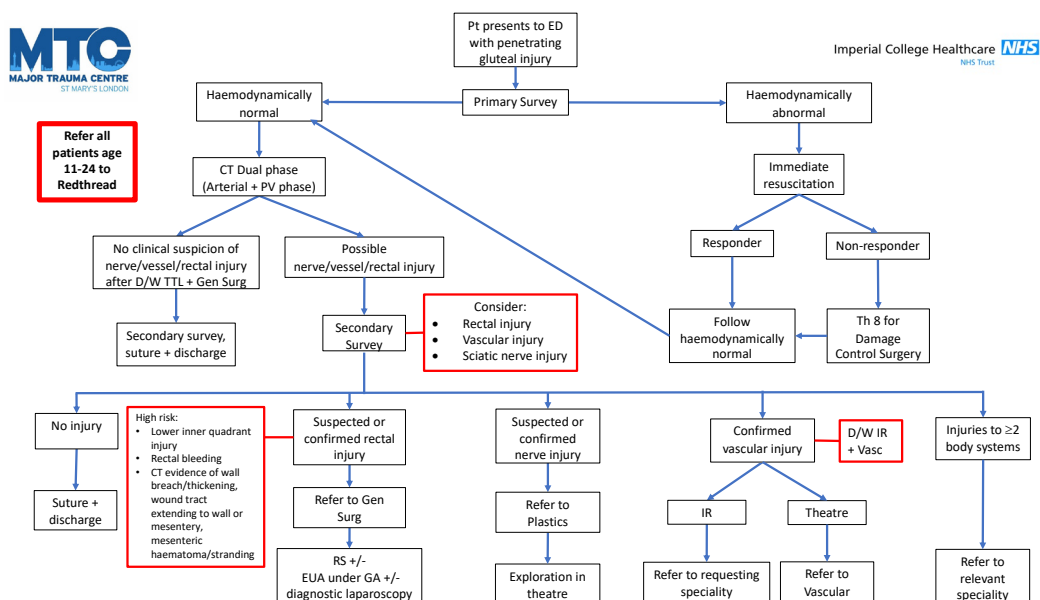 MTC
MAJOR TRAUMA CENTRE
ST MARY'S LONDON
Pt presents to ED
with penetrating
gluteal injury
Imperial College Healthcare NHS
NHS Trust
Haemodynamically
normal
Primary Survey
Haemodynamically
abnormal
Refer all
patients age
11-24 to
Redthread
CT Dual phase
(Arterial + PV phase)
Immediate
resuscitation
No clinical suspicion of
nerve/vessel/rectal injury
after D/W TTL + Gen Surg
Possible
nerve/vessel/rectal injury
Responder
Non-responder
Secondary survey,
suture + discharge
Secondary
Survey
Consider:
• Rectal injury
• Vascular injury
• Sciatic nerve injury
Follow
haemodynamically
normal
Th 8 for
Damage
Control Surgery
No injury
High risk:
• Lower inner quadrant
injury
• Rectal bleeding
• CT evidence of wall
breach/thickening,
wound tract
extending to wall or
mesentery,
mesenteric
haematoma/stranding
Suspected or
confirmed rectal
injury
Suspected or
confirmed
nerve injury
Confirmed
vascular injury
D/W IR
+ Vasc
Injuries to ≥2
body systems
Suture +
discharge
Refer to Gen
Surg
Refer to
Plastics
IR
Theatre
RS +/-
EUA under GA +/-
diagnostic laparoscopy
Exploration in
theatre
Refer to requesting
speciality
Refer to
Vascular
Refer to
relevant
speciality